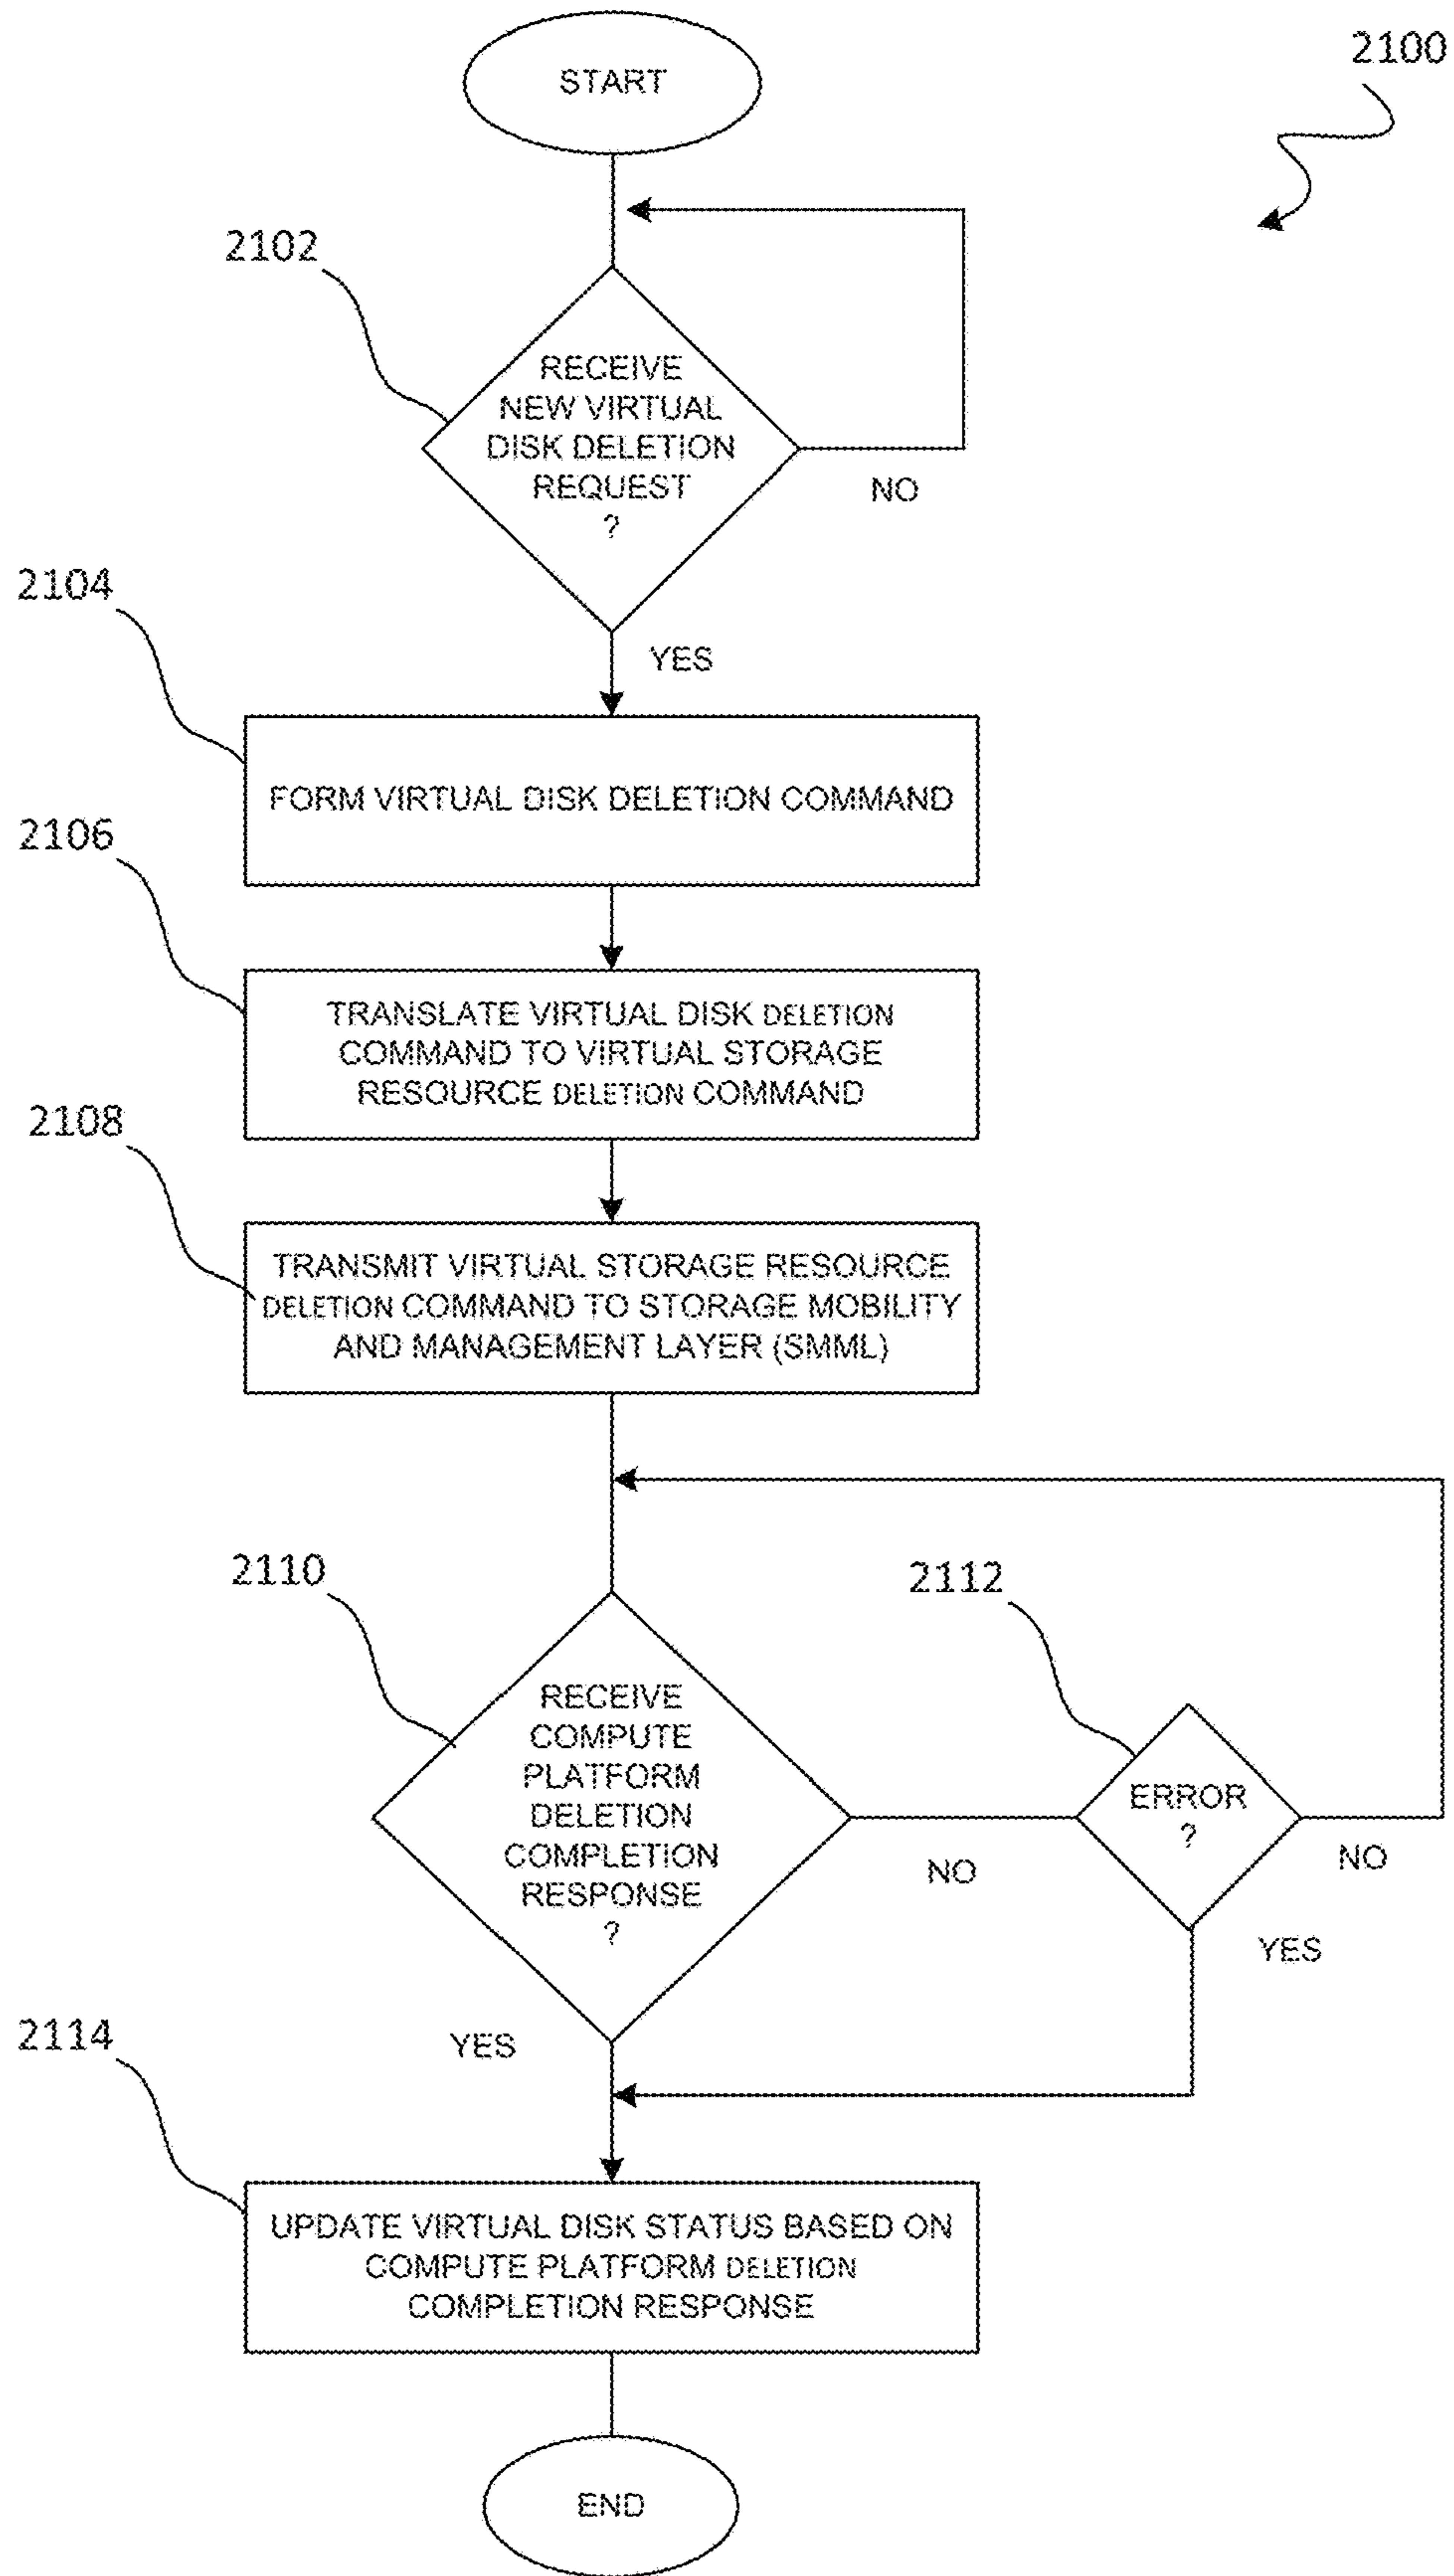 START
2100
2102
RECEIVE
NEW VIRTUAL
DISK DELETION
REQUEST
?
NO
YES
2104
FORM VIRTUAL DISK DELETION COMMAND
2106
TRANSLATE VIRTUAL DISK DELETION
COMMAND TO VIRTUAL STORAGE
RESOURCE DELETION COMMAND
2108
TRANSMIT VIRTUAL STORAGE RESOURCE
DELETION COMMAND TO STORAGE MOBILITY
AND MANAGEMENT LAYER (SMML)
2110
RECEIVE
COMPUTE
PLATFORM
DELETION
COMPLETION
RESPONSE
?
NO
2112
ERROR
?
NO
YES
YES
2114
UPDATE VIRTUAL DISK STATUS BASED ON
COMPUTE PLATFORM DELETION
COMPLETION RESPONSE
END